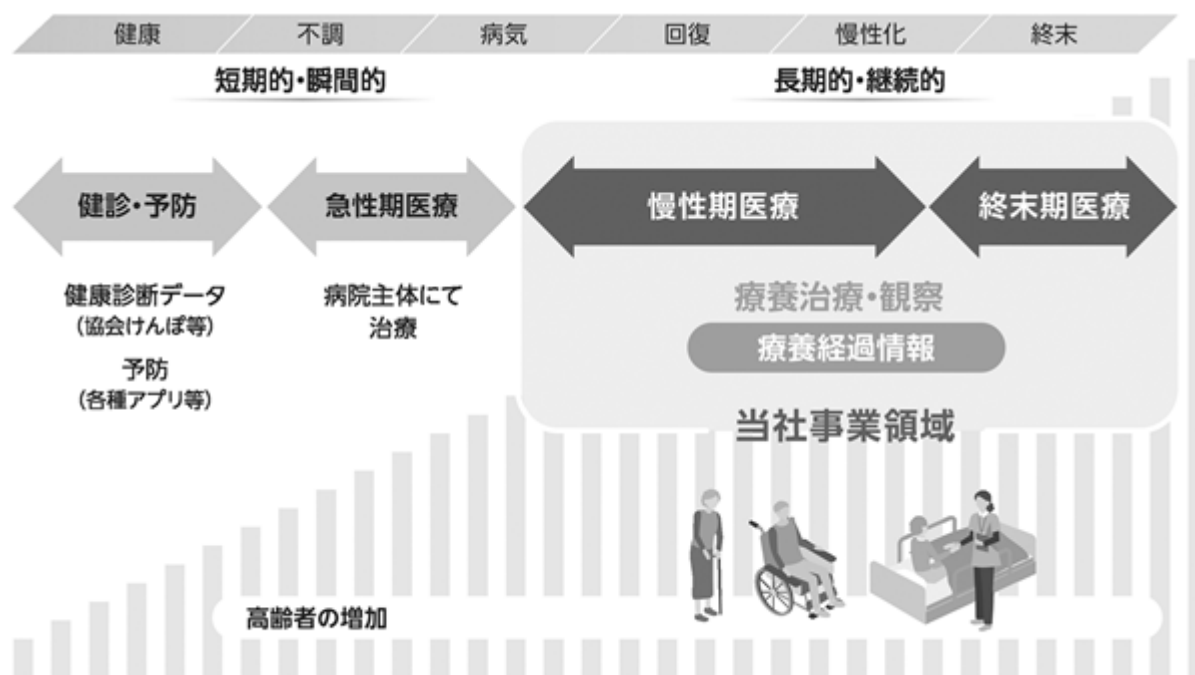 健康 不調 病気 回復 慢性化 終末
短期的・瞬間的 長期的・継続的
健診・予防 急性期医療 慢性期医療 終末期医療
健康診断データ
(協会けんぽ等)
予防
(各種アプリ等)
病院主体にて
治療
療養治療・観察
療養経過情報
当社事業領域
高齢者の増加